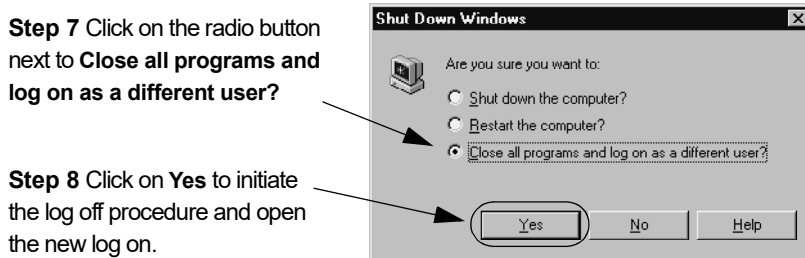 Step 7 Click on the radio button
next to Close all programs and
log on as a different user?
Step 8 Click on Yes to initiate
the log off procedure and open
the new log on.
Shut Down Windows
Are you sure you want to:
Shut down the computer?
Restart the computer?
Close all programs and log on as a different user?
Yes No Help